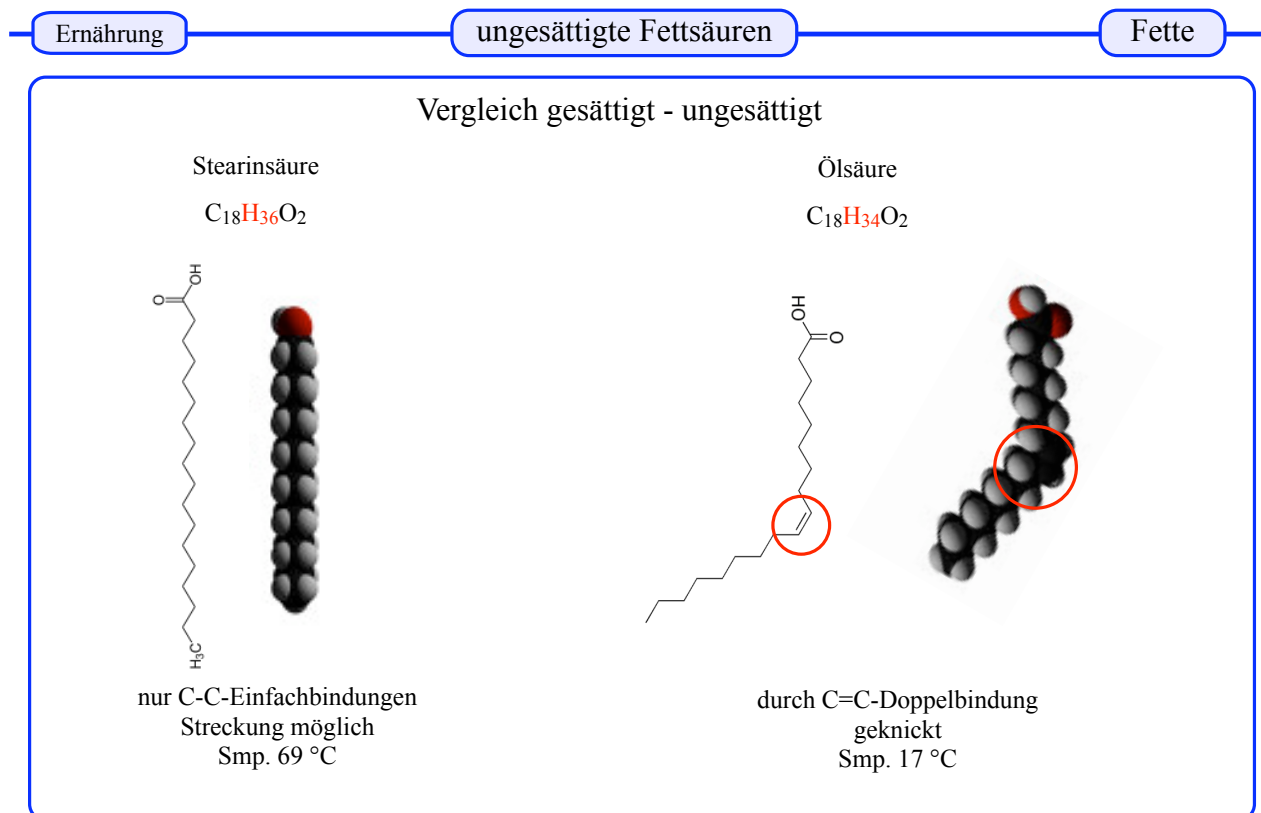 Ernährung
ungesättigte Fettsäuren
Fette
Vergleich gesättigt - ungesättigt
Stearinsäure
C18H36O2
O
OH
H3C
nur C-C-Einfachbindungen
Streckung möglich
Smp. 69 °C
Ölsäure
C18H34O2
OH
O
durch C=C-Doppelbindung
geknickt
Smp. 17 °C